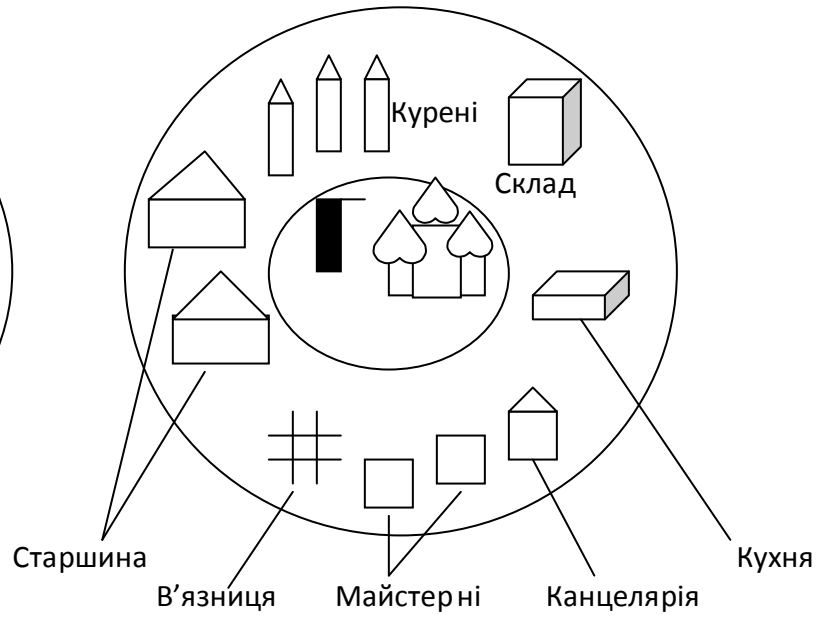 Курені
Склад
Старшина
Кухня
В’язниця
Майстерні
Канцелярія